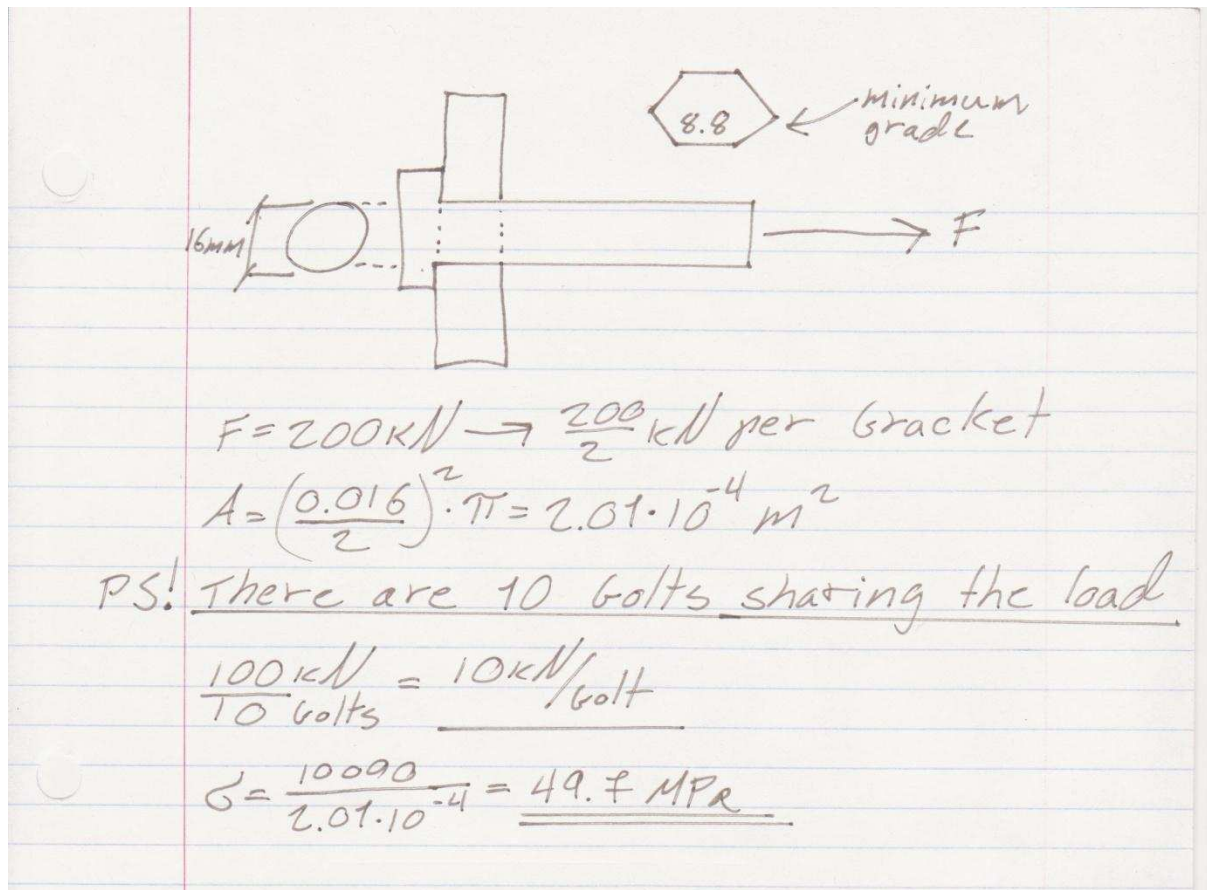 8.8 ← minimum
grade
16mm
F
F = 200kN → 200/2 kN per bracket
A = (0.016/2)² · π = 2.01·10⁻⁴ m²
PS! There are 10 bolts sharing the load
100kN / 10 bolts = 10kN/bolt
σ = 10000 / 2.01·10⁻⁴ = 49.7 MPa